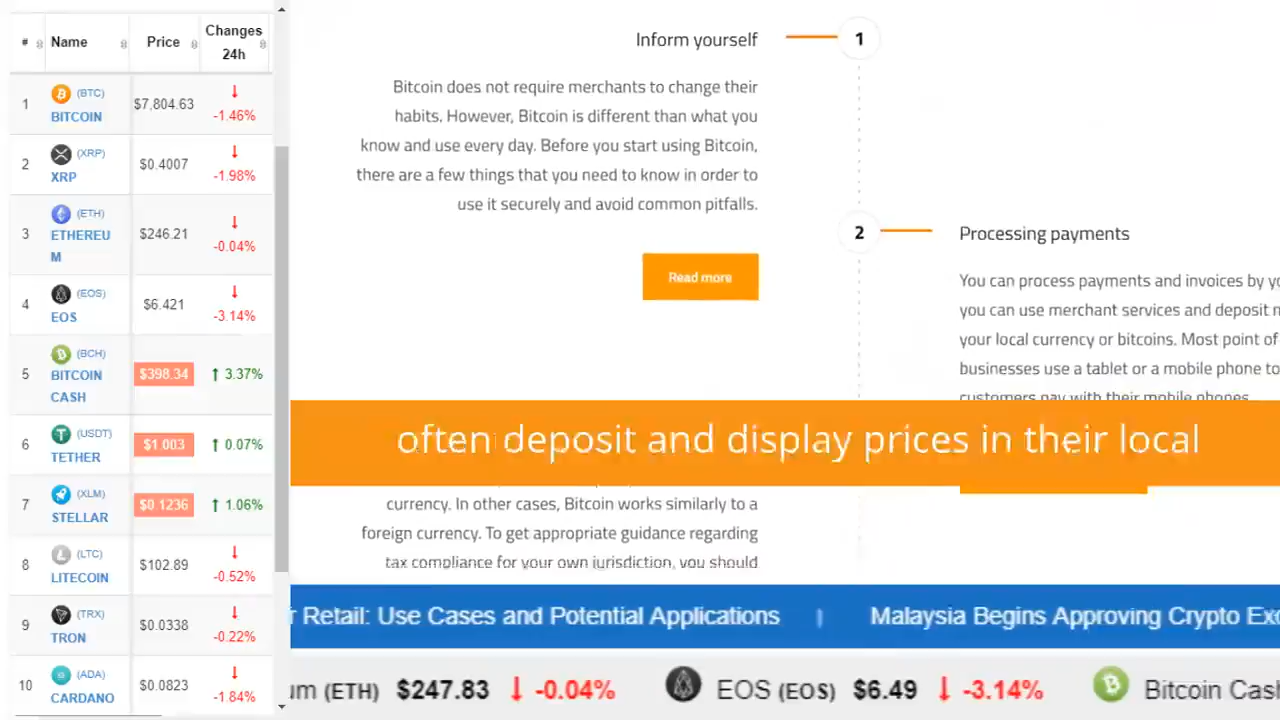 # Name Price Changes
24h
1 (BTC) BITCOIN $7,804.63 -1.46%
2 (XRP) XRP $0.4007 -1.98%
3 (ETH) ETHEREU
M $246.21 -0.04%
4 (EOS) EOS $6.421 -3.14%
5 (BCH) BITCOIN
CASH $398.34 ↑ 3.37%
6 (USDT) TETHER $1.003 ↑ 0.07%
7 (XLM) STELLAR $0.1236 ↑ 1.06%
8 (LTC) LITECOIN $102.89 -0.52%
9 (TRX) TRON $0.0338 -0.22%
10 (ADA) CARDANO $0.0823 -1.84%
Inform yourself 1
Bitcoin does not require merchants to change their
habits. However, Bitcoin is different than what you
know and use every day. Before you start using Bitcoin,
there are a few things that you need to know in order to
use it securely and avoid common pitfalls.
Read more
2 Processing payments
You can process payments and invoices by
you can use merchant services and deposit
your local currency or bitcoins. Most point of
businesses use a tablet or a mobile phone to
customers pay with their mobile phones.
often deposit and display prices in their local
currency. In other cases, Bitcoin works similarly to a
foreign currency. To get appropriate guidance regarding
tax compliance for your own jurisdiction, you should
Retail: Use Cases and Potential Applications | Malaysia Begins Approving Crypto
(ETH) $247.83 ↓ -0.04% EOS (EOS) $6.49 ↓ -3.14% Bitcoin Cash